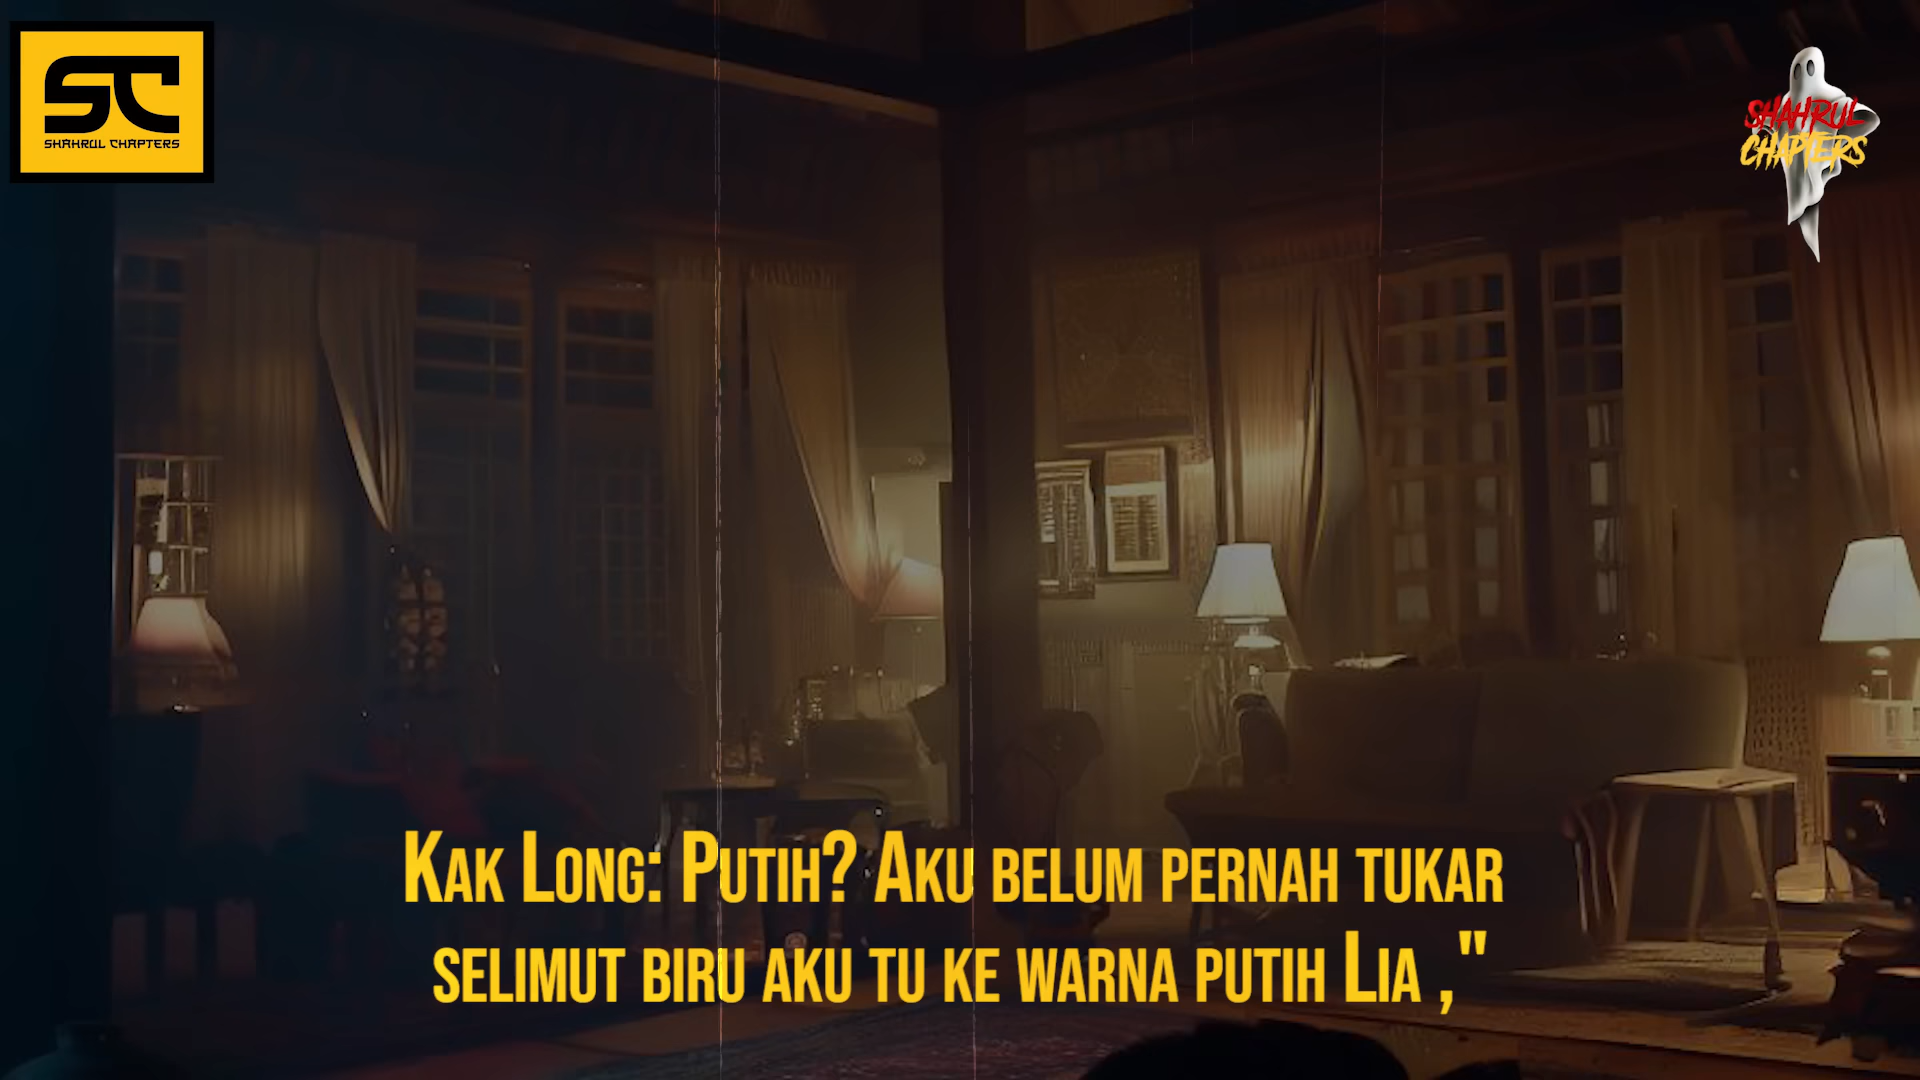 SC
SHAHRUL CHAPTERS
SHAHRUL
CHAPTERS
Kak Long: Putih? Aku belum pernah tukar
selimut biru aku tu ke warna putih Lia ,"